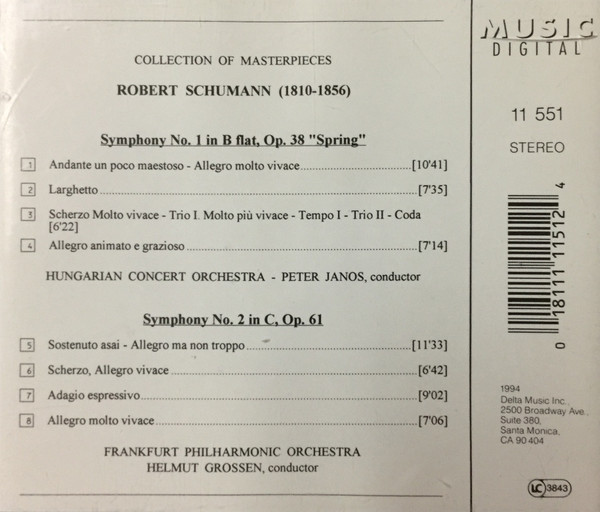 COLLECTION OF MASTERPIECES
ROBERT SCHUMANN (1810-1856)
Symphony No. 1 in B flat, Op. 38 "Spring"
1 Andante un poco maestoso - Allegro molto vivace [10'41]
2 Larghetto [7'35]
3 Scherzo Molto vivace - Trio I. Molto più vivace - Tempo I - Trio II - Coda
[6'22]
4 Allegro animato e grazioso [7'14]
HUNGARIAN CONCERT ORCHESTRA - PETER JANOS, conductor
Symphony No. 2 in C, Op. 61
5 Sostenuto asai - Allegro ma non troppo [11'33]
6 Scherzo, Allegro vivace [6'42]
7 Adagio espressivo [9'02]
8 Allegro molto vivace [7'06]
FRANKFURT PHILHARMONIC ORCHESTRA
HELMUT GROSSEN, conductor
MUSIC
DIGITAL
11 551
STEREO
0 18111 11512 4
1994
Delta Music Inc.,
2500 Broadway Ave.,
Suite 380,
Santa Monica,
CA 90 404
LC 3843